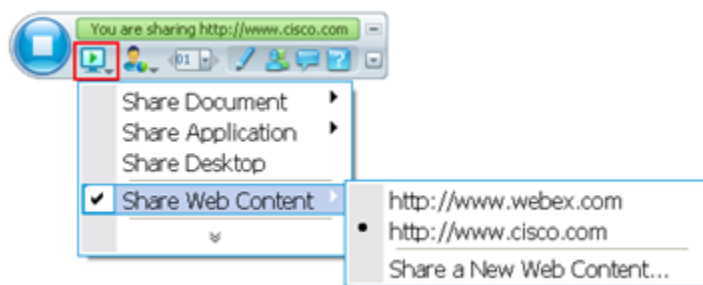 You are sharing http://www.cisco.com
01
Share Document
Share Application
Share Desktop
Share Web Content
http://www.webex.com
http://www.cisco.com
Share a New Web Content...